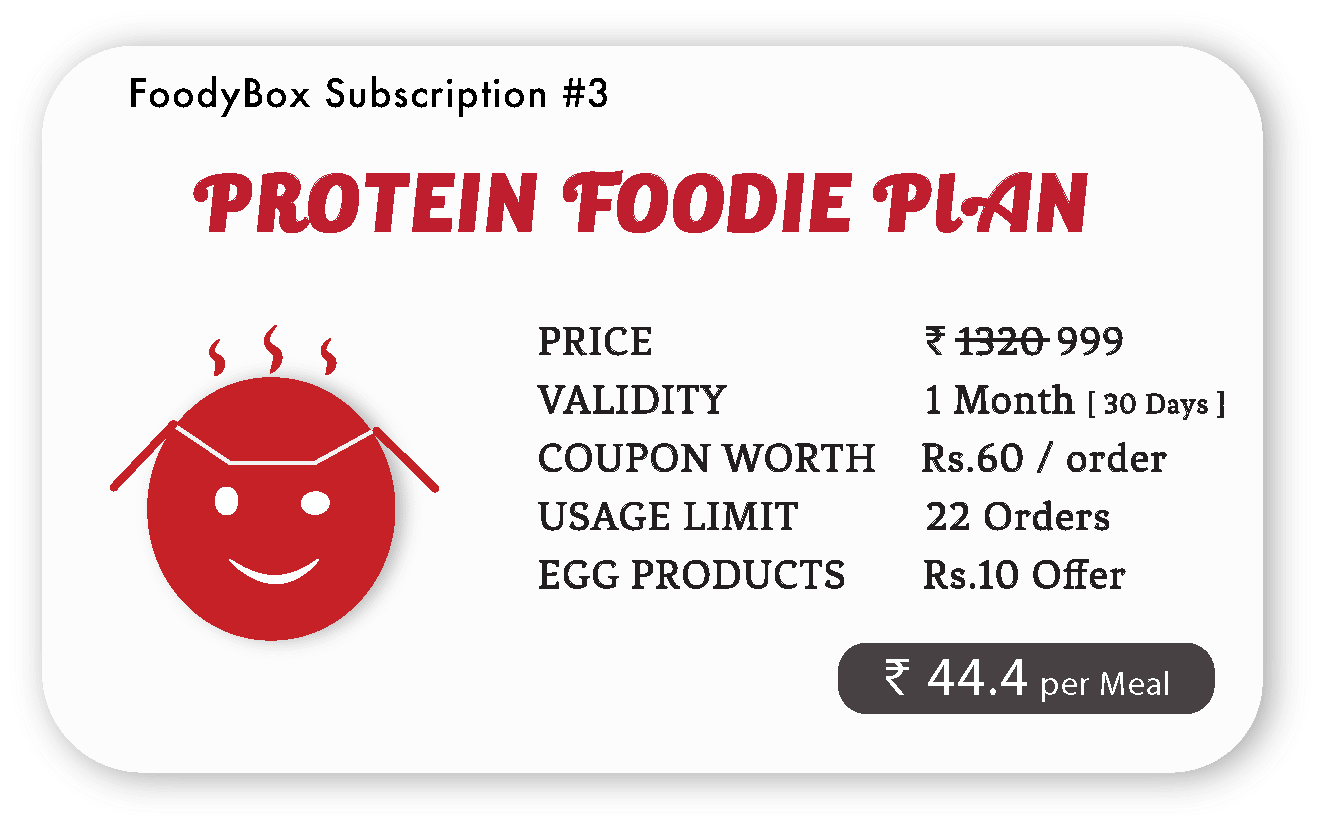 FoodyBox Subscription #3
PROTEIN FOODIE PlAN
PRICE ₹ 1320 999
VALIDITY 1 Month [ 30 Days ]
COUPON WORTH Rs.60 / order
USAGE LIMIT 22 Orders
EGG PRODUCTS Rs.10 Offer
₹ 44.4 per Meal